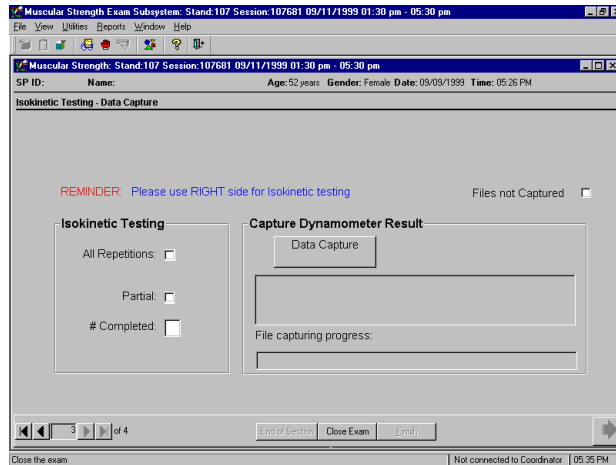 Muscular Strength Exam Subsystem: Stand:107 Session:107681 09/11/1999 01:30 pm - 05:30 pm
File View Utilities Reports Window Help
Muscular Strength: Stand:107 Session:107681 09/11/1999 01:30 pm - 05:30 pm
SP ID: Name: Age: 52 years Gender: Female Date: 09/09/1999 Time: 05:26 PM
Isokinetic Testing - Data Capture
REMINDER: Please use RIGHT side for Isokinetic testing
Files not Captured
Isokinetic Testing
All Repetitions:
Partial:
# Completed:
Capture Dynamometer Result
Data Capture
File capturing progress:
3 of 4
End of Section Close Exam Finish
Close the exam Not connected to Coordinator 05:35 PM